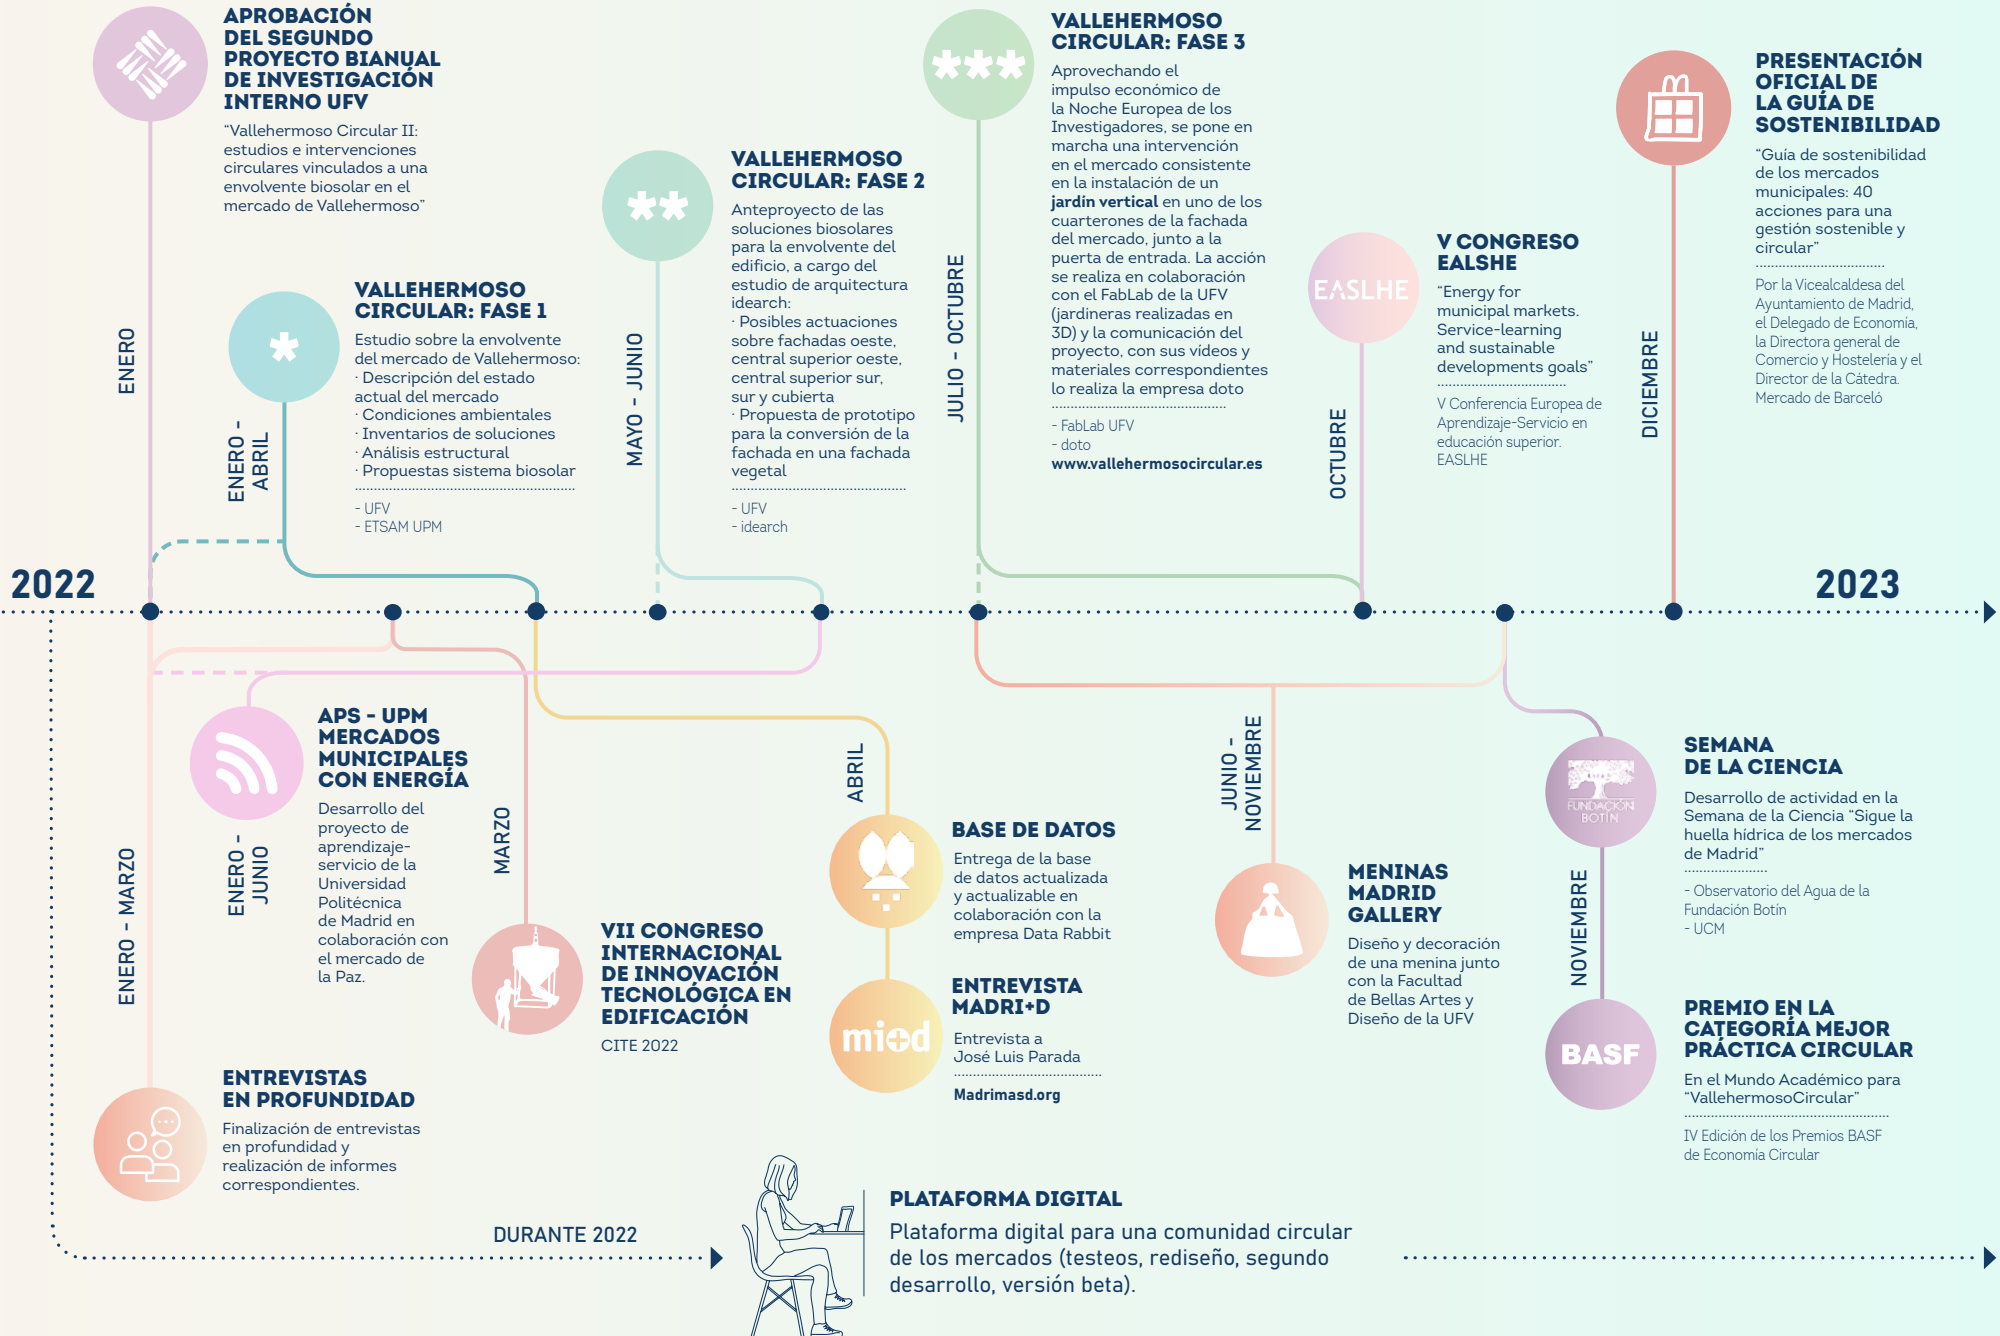 APROBACIÓN
DEL SEGUNDO
PROYECTO BIANUAL
DE INVESTIGACIÓN
INTERNO UFV
“Vallehermoso Circular II:
estudios e intervenciones
circulares vinculados a una
envolvente biosolar en el
mercado de Vallehermoso”
ENERO
VALLEHERMOSO
CIRCULAR: FASE 1
Estudio sobre la envolvente
del mercado de Vallehermoso:
· Descripción del estado
actual del mercado
· Condiciones ambientales
· Inventarios de soluciones
· Análisis estructural
· Propuestas sistema biosolar
- UFV
- ETSAM UPM
ENERO -
ABRIL
VALLEHERMOSO
CIRCULAR: FASE 2
Anteproyecto de las
soluciones biosolares
para la envolvente del
edificio, a cargo del
estudio de arquitectura
idearch:
· Posibles actuaciones
sobre fachadas oeste,
central superior oeste,
central superior sur,
sur y cubierta
· Propuesta de prototipo
para la conversión de la
fachada en una fachada
vegetal
- UFV
- idearch
MAYO - JUNIO
VALLEHERMOSO
CIRCULAR: FASE 3
Aprovechando el
impulso económico de
la Noche Europea de los
Investigadores, se pone en
marcha una intervención
en el mercado consistente
en la instalación de un
jardín vertical en uno de los
cuarterones de la fachada
del mercado, junto a la
puerta de entrada. La acción
se realiza en colaboración
con el FabLab de la UFV
(jardineras realizadas en
3D) y la comunicación del
proyecto, con sus vídeos y
materiales correspondientes
lo realiza la empresa doto
- FabLab UFV
- doto
www.vallehermosocircular.es
JULIO - OCTUBRE
EASLHE
V CONGRESO
EALSHE
“Energy for
municipal markets.
Service-learning
and sustainable
developments goals”
V Conferencia Europea de
Aprendizaje-Servicio en
educación superior.
EASLHE
OCTUBRE
PRESENTACIÓN
OFICIAL DE
LA GUÍA DE
SOSTENIBILIDAD
“Guía de sostenibilidad
de los mercados
municipales: 40
acciones para una
gestión sostenible y
circular”
Por la Vicealcaldesa del
Ayuntamiento de Madrid,
el Delegado de Economía,
la Directora general de
Comercio y Hostelería y el
Director de la Cátedra.
Mercado de Barceló
DICIEMBRE
2022
2023
APS - UPM
MERCADOS
MUNICIPALES
CON ENERGÍA
Desarrollo del
proyecto de
aprendizaje-
servicio de la
Universidad
Politécnica
de Madrid en
colaboración con
el mercado de
la Paz.
ENERO -
JUNIO
ENERO - MARZO
ENTREVISTAS
EN PROFUNDIDAD
Finalización de entrevistas
en profundidad y
realización de informes
correspondientes.
MARZO
VII CONGRESO
INTERNACIONAL
DE INNOVACIÓN
TECNOLÓGICA EN
EDIFICACIÓN
CITE 2022
ABRIL
BASE DE DATOS
Entrega de la base
de datos actualizada
y actualizable en
colaboración con la
empresa Data Rabbit
mi+d
ENTREVISTA
MADRI+D
Entrevista a
José Luis Parada
Madrimasd.org
JUNIO -
NOVIEMBRE
MENINAS
MADRID
GALLERY
Diseño y decoración
de una menina junto
con la Facultad
de Bellas Artes y
Diseño de la UFV
FUNDACIÓN
BOTÍN
SEMANA
DE LA CIENCIA
Desarrollo de actividad en la
Semana de la Ciencia “Sigue la
huella hídrica de los mercados
de Madrid”
- Observatorio del Agua de la
Fundación Botín
- UCM
NOVIEMBRE
BASF
PREMIO EN LA
CATEGORÍA MEJOR
PRÁCTICA CIRCULAR
En el Mundo Académico para
“VallehermosoCircular”
IV Edición de los Premios BASF
de Economía Circular
DURANTE 2022
PLATAFORMA DIGITAL
Plataforma digital para una comunidad circular
de los mercados (testeos, rediseño, segundo
desarrollo, versión beta).